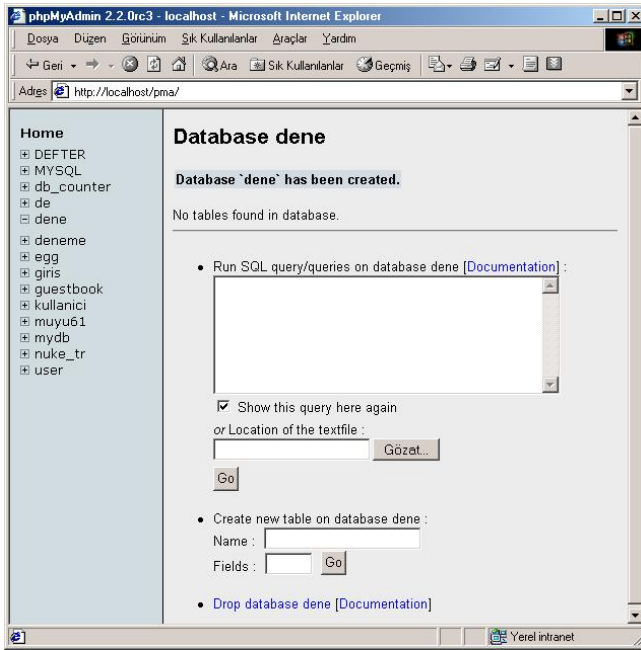 phpMyAdmin 2.2.0rc3 - localhost - Microsoft Internet Explorer
Dosya Düzen Görünüm Sık Kullanılanlar Araçlar Yardım
Geri Ara Sık Kullanılanlar Geçmiş
Adres http://localhost/pma/
Home
DEFTER
MYSQL
db_counter
de
dene
deneme
egg
giris
guestbook
kullanici
muyu61
mydb
nuke_tr
user
Database dene
Database `dene` has been created.
No tables found in database.
Run SQL query/queries on database dene [Documentation] :
Show this query here again
or Location of the textfile :
Gözat...
Go
Create new table on database dene :
Name :
Fields : Go
Drop database dene [Documentation]
Yerel intranet